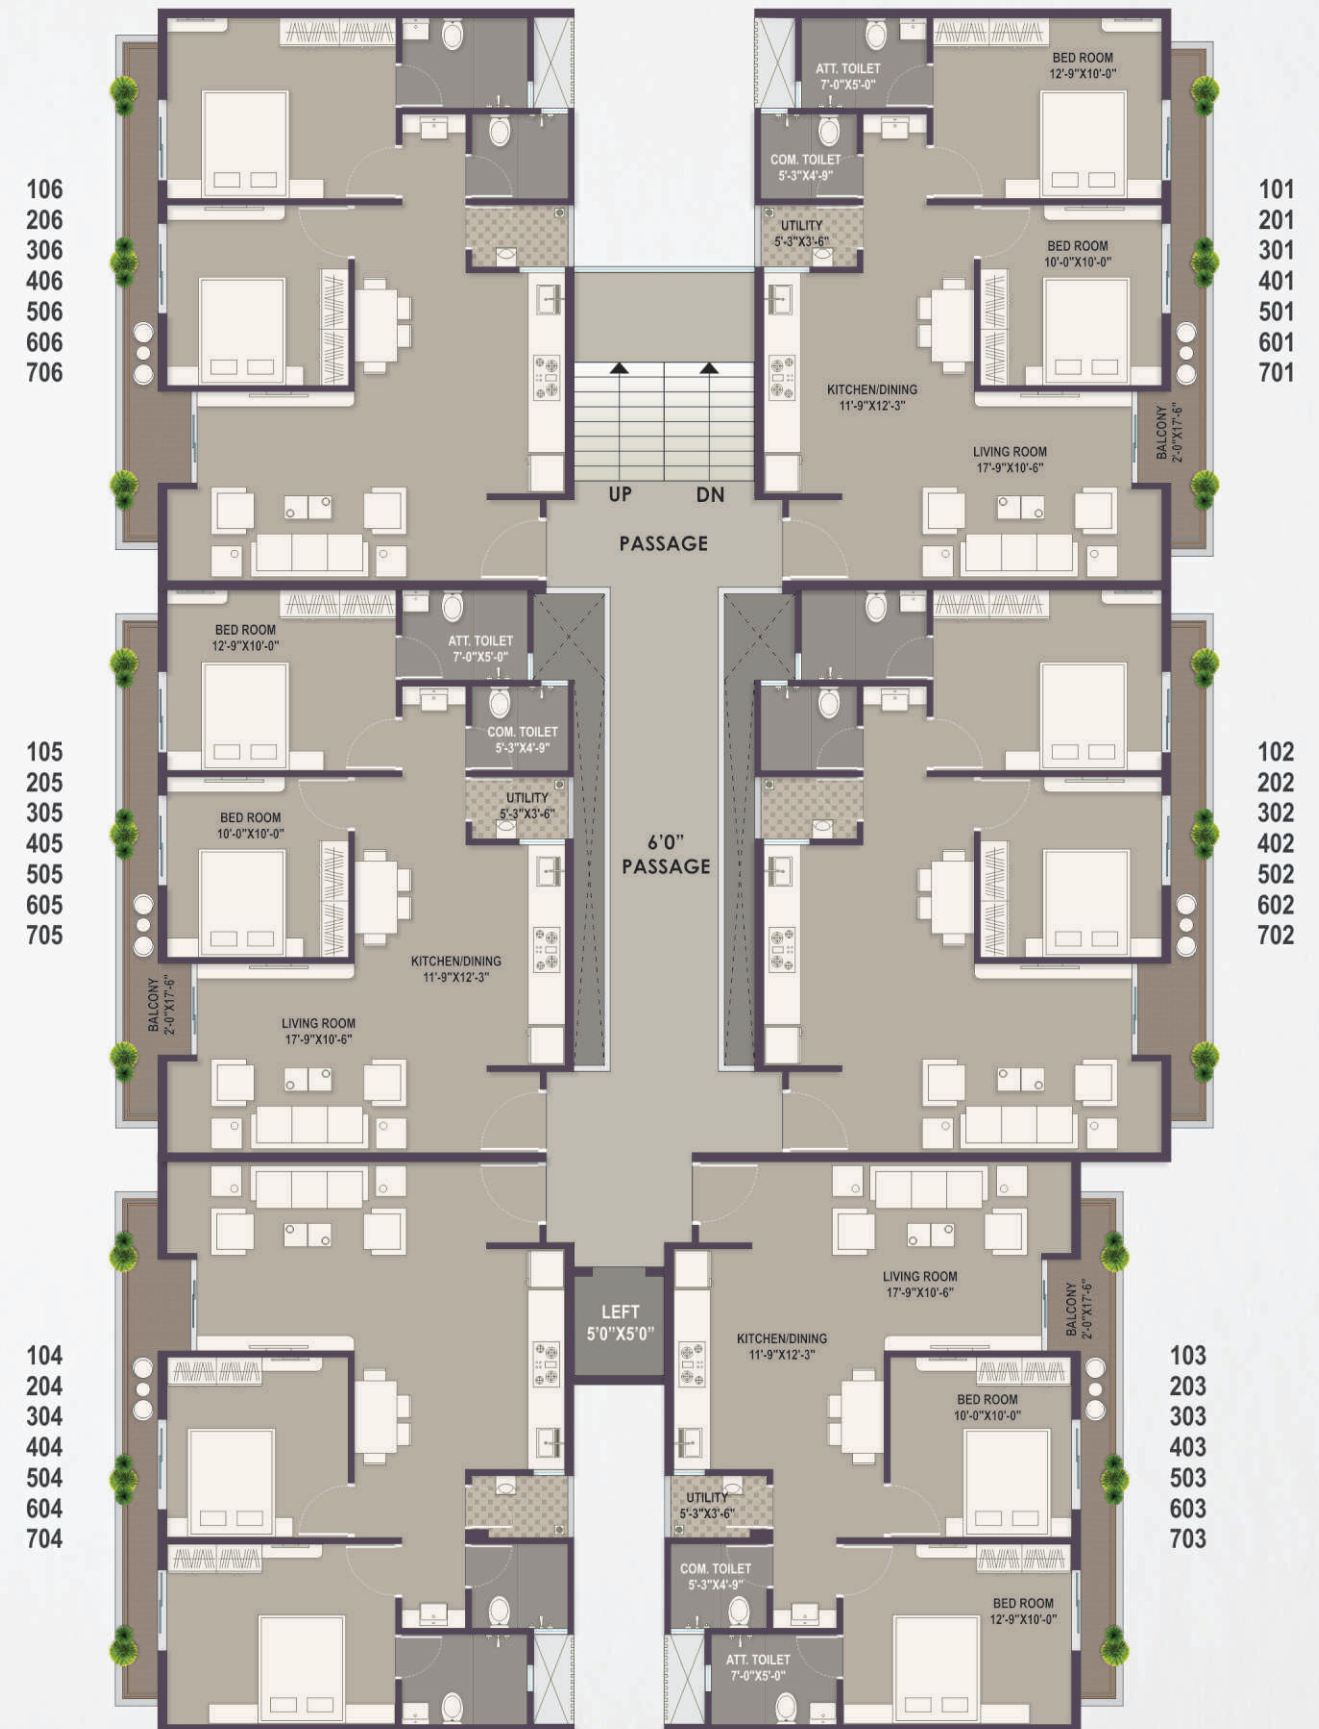 106
206
306
406
506
606
706
ATT. TOILET
7'-0"X5'-0"
BED ROOM
12'-9"X10'-0"
COM. TOILET
5'-3"X4'-9"
UTILITY
5'-3"X3'-6"
BED ROOM
10'-0"X10'-0"
KITCHEN/DINING
11'-9"X12'-3"
LIVING ROOM
17'-9"X10'-6"
BALCONY
2'-0"X17'-6"
101
201
301
401
501
601
701
UP
DN
PASSAGE
105
205
305
405
505
605
705
BED ROOM
12'-9"X10'-0"
ATT. TOILET
7'-0"X5'-0"
COM. TOILET
5'-3"X4'-9"
BED ROOM
10'-0"X10'-0"
UTILITY
5'-3"X3'-6"
KITCHEN/DINING
11'-9"X12'-3"
BALCONY
2'-0"X17'-6"
LIVING ROOM
17'-9"X10'-6"
6'0"
PASSAGE
102
202
302
402
502
602
702
104
204
304
404
504
604
704
LEFT
5'0"X5'0"
LIVING ROOM
17'-9"X10'-6"
BALCONY
2'-0"X17'-6"
KITCHEN/DINING
11'-9"X12'-3"
BED ROOM
10'-0"X10'-0"
UTILITY
5'-3"X3'-6"
COM. TOILET
5'-3"X4'-9"
BED ROOM
12'-9"X10'-0"
ATT. TOILET
7'-0"X5'-0"
103
203
303
403
503
603
703